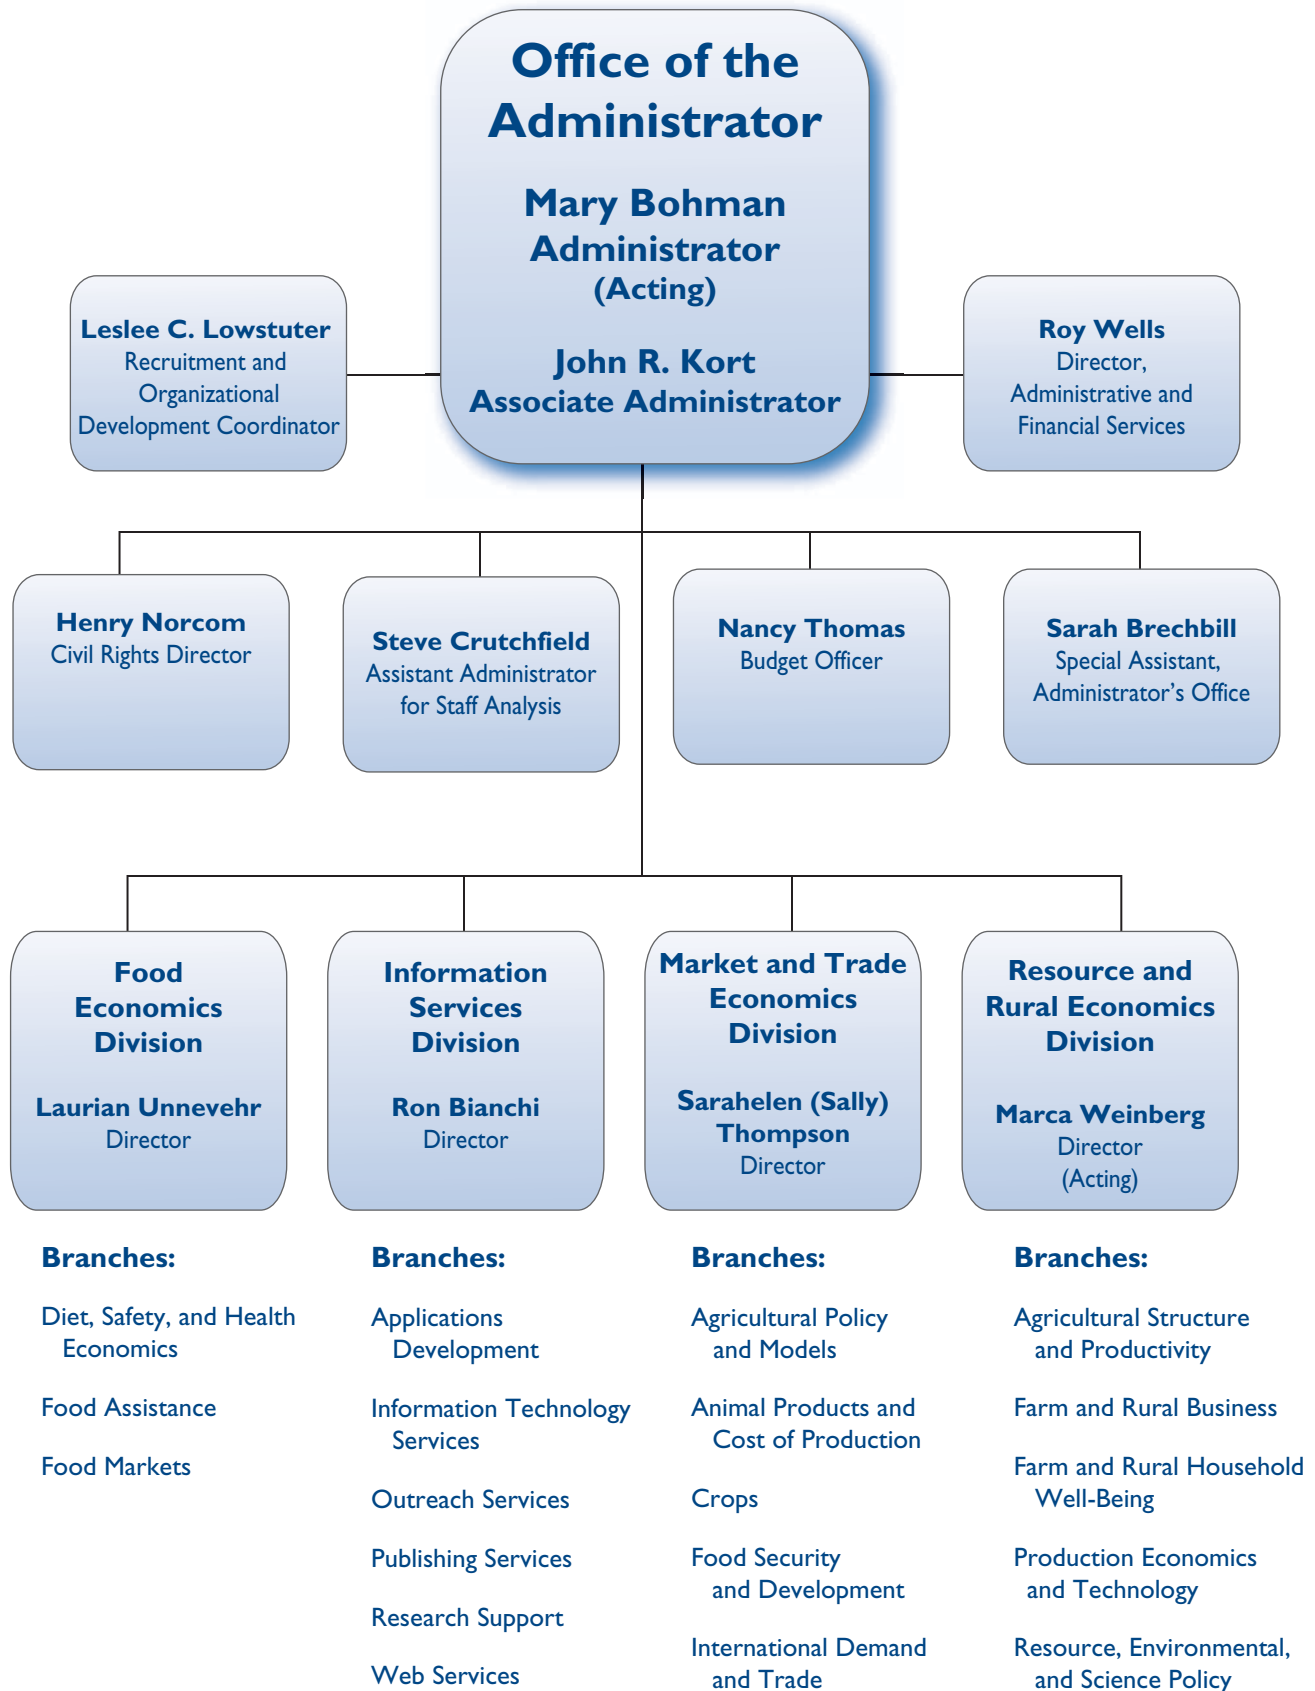 Office of the
Administrator
Mary Bohman
Administrator
(Acting)
John R. Kort
Associate Administrator
Leslee C. Lowstuter
Recruitment and
Organizational
Development Coordinator
Roy Wells
Director,
Administrative and
Financial Services
Henry Norcom
Civil Rights Director
Steve Crutchfield
Assistant Administrator
for Staff Analysis
Nancy Thomas
Budget Officer
Sarah Brechbill
Special Assistant,
Administrator’s Office
Food
Economics
Division
Laurian Unnevehr
Director
Information
Services
Division
Ron Bianchi
Director
Market and Trade
Economics
Division
Sarahelen (Sally)
Thompson
Director
Resource and
Rural Economics
Division
Marca Weinberg
Director
(Acting)
Branches:
Diet, Safety, and Health
Economics
Food Assistance
Food Markets
Branches:
Applications
Development
Information Technology
Services
Outreach Services
Publishing Services
Research Support
Web Services
Branches:
Agricultural Policy
and Models
Animal Products and
Cost of Production
Crops
Food Security
and Development
International Demand
and Trade
Branches:
Agricultural Structure
and Productivity
Farm and Rural Business
Farm and Rural Household
Well-Being
Production Economics
and Technology
Resource, Environmental,
and Science Policy